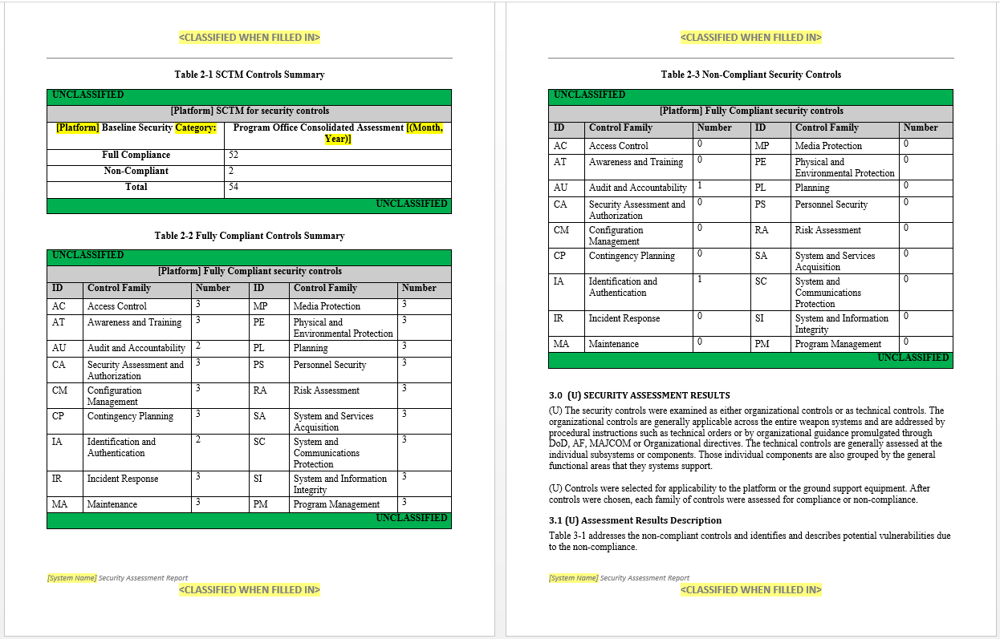 <CLASSIFIED WHEN FILLED IN>
Table 2-1 SCTM Controls Summary
UNCLASSIFIED
[Platform] SCTM for security controls
[Platform] Baseline Security Category: Program Office Consolidated Assessment [(Month,
Year)]
Full Compliance 52
Non-Compliant 2
Total 54
UNCLASSIFIED
Table 2-2 Fully Compliant Controls Summary
UNCLASSIFIED
[Platform] Fully Compliant security controls
ID Control Family Number ID Control Family Number
AC Access Control 3 MP Media Protection 3
AT Awareness and Training 3 PE Physical and
Environmental Protection 3
AU Audit and Accountability 2 PL Planning 3
CA Security Assessment and
Authorization 3 PS Personnel Security 3
CM Configuration
Management 3 RA Risk Assessment 3
CP Contingency Planning 3 SA System and Services
Acquisition 3
IA Identification and
Authentication 2 SC System and
Communications
Protection 3
IR Incident Response 3 SI System and Information
Integrity 3
MA Maintenance 3 PM Program Management 3
UNCLASSIFIED
[System Name] Security Assessment Report
<CLASSIFIED WHEN FILLED IN>
<CLASSIFIED WHEN FILLED IN>
Table 2-3 Non-Compliant Security Controls
UNCLASSIFIED
[Platform] Fully Compliant security controls
ID Control Family Number ID Control Family Number
AC Access Control 0 MP Media Protection 0
AT Awareness and Training 0 PE Physical and
Environmental Protection 0
AU Audit and Accountability 1 PL Planning 0
CA Security Assessment and
Authorization 0 PS Personnel Security 0
CM Configuration
Management 0 RA Risk Assessment 0
CP Contingency Planning 0 SA System and Services
Acquisition 0
IA Identification and
Authentication 1 SC System and
Communications
Protection 0
IR Incident Response 0 SI System and Information
Integrity 0
MA Maintenance 0 PM Program Management 0
UNCLASSIFIED
3.0 (U) SECURITY ASSESSMENT RESULTS
(U) The security controls were examined as either organizational controls or as technical controls. The
organizational controls are generally applicable across the entire weapon systems and are addressed by
procedural instructions such as technical orders or by organizational guidance promulgated through
DoD, AF, MAJCOM or Organizational directives. The technical controls are generally assessed at the
individual subsystems or components. Those individual components are also grouped by the general
functional areas that they systems support.
(U) Controls were selected for applicability to the platform or the ground support equipment. After
controls were chosen, each family of controls were assessed for compliance or non-compliance.
3.1 (U) Assessment Results Description
Table 3-1 addresses the non-compliant controls and identifies and describes potential vulnerabilities due
to the non-compliance.
[System Name] Security Assessment Report
<CLASSIFIED WHEN FILLED IN>